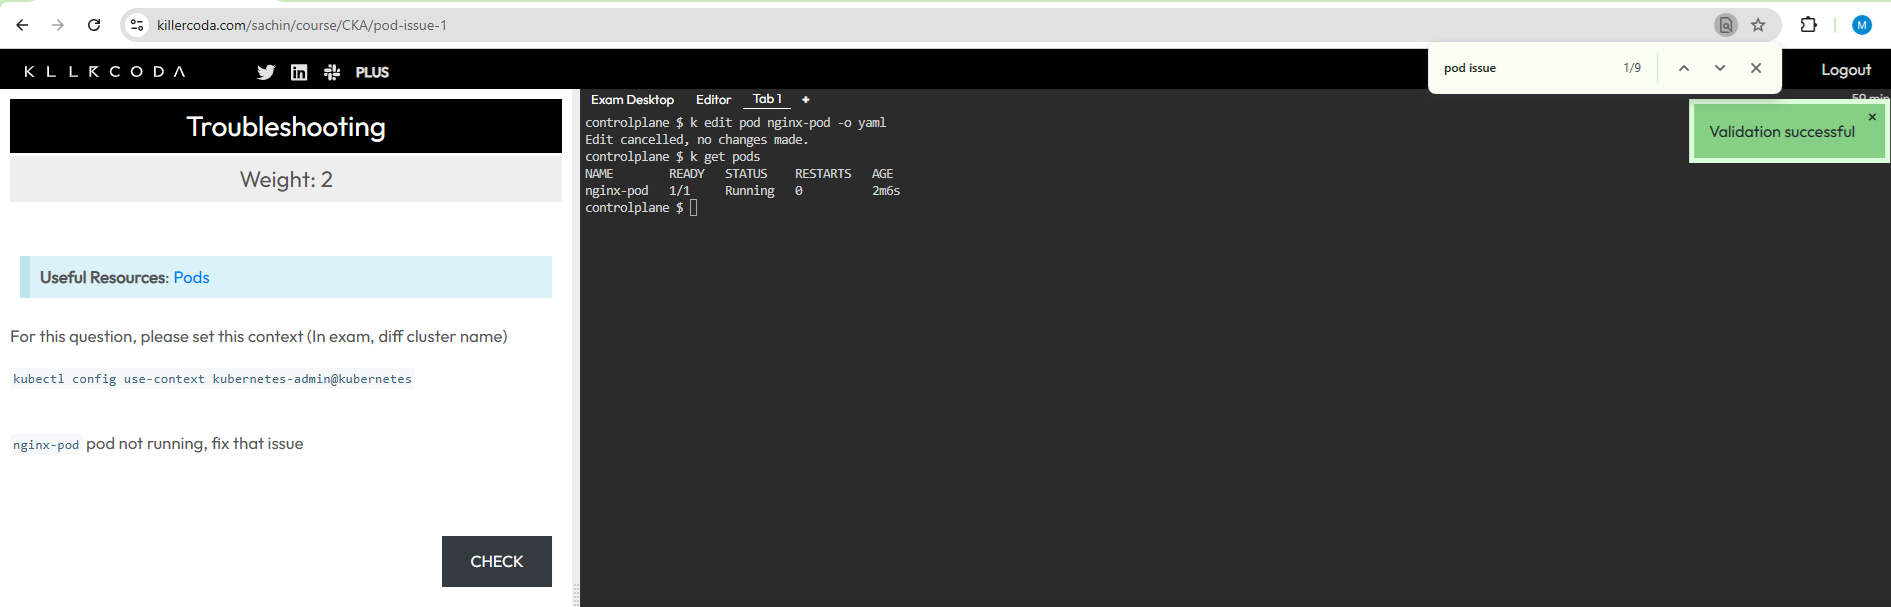 killercoda.com/sachin/course/CKA/pod-issue-1
M
pod issue
1/9
KLLRCODA
PLUS
Logout
Troubleshooting
Weight: 2
Useful Resources: Pods
For this question, please set this context (In exam, diff cluster name)
kubectl config use-context kubernetes-admin@kubernetes
nginx-pod pod not running, fix that issue
CHECK
Exam Desktop Editor Tab 1 +
59 min
controlplane $ k edit pod nginx-pod -o yaml
Edit cancelled, no changes made.
controlplane $ k get pods
NAME READY STATUS RESTARTS AGE
nginx-pod 1/1 Running 0 2m6s
controlplane $
Validation successful